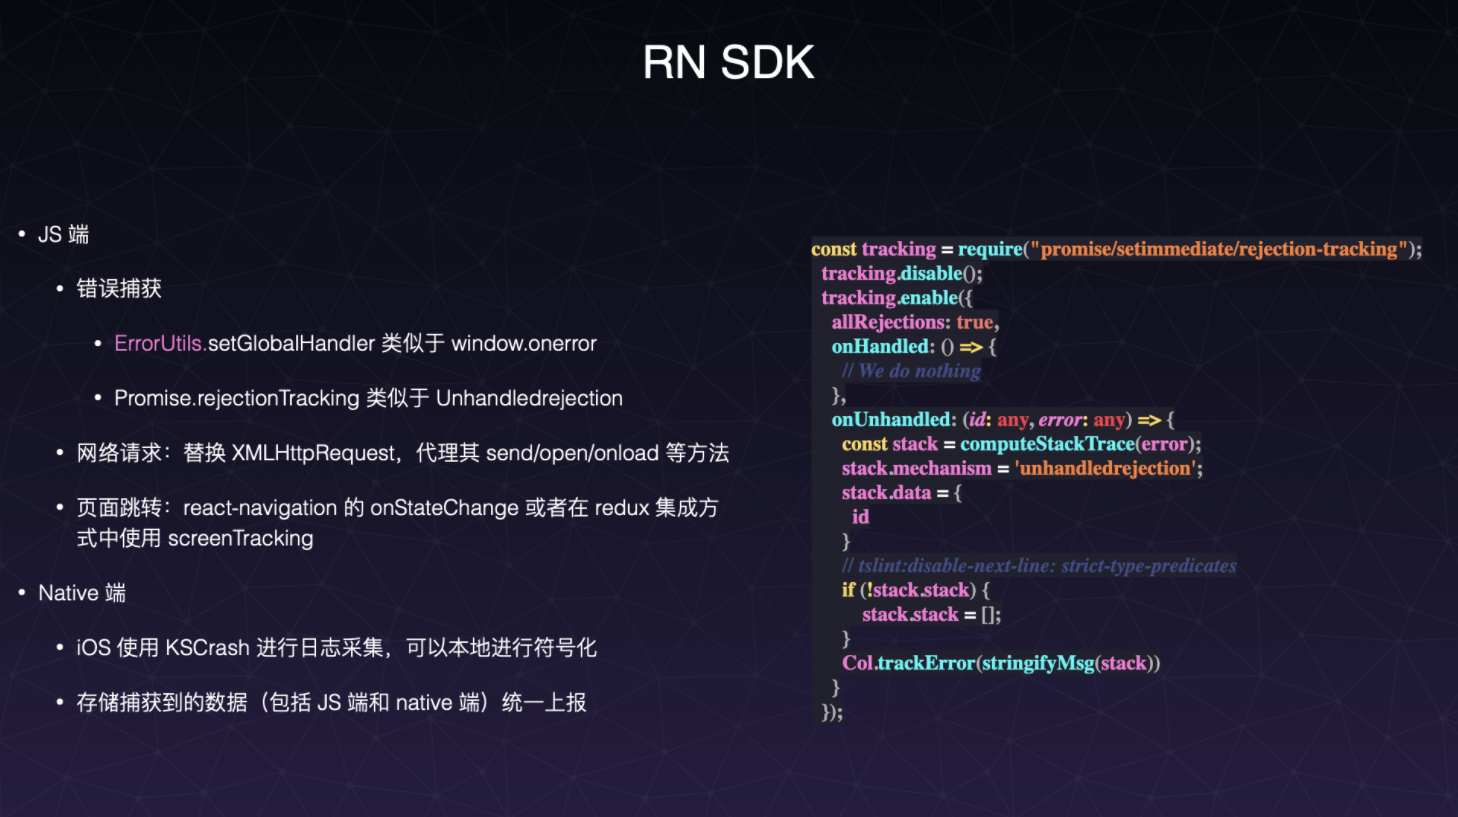 RN SDK
• JS 端
• 错误捕获
• ErrorUtils.setGlobalHandler 类似于 window.onerror
• Promise.rejectionTracking 类似于 Unhandledrejection
• 网络请求：替换 XMLHttpRequest，代理其 send/open/onload 等方法
• 页面跳转：react-navigation 的 onStateChange 或者在 redux 集成方
式中使用 screenTracking
• Native 端
• iOS 使用 KSCrash 进行日志采集，可以本地进行符号化
• 存储捕获到的数据（包括 JS 端和 native 端）统一上报
const tracking = require("promise/setimmediate/rejection-tracking");
tracking.disable();
tracking.enable({
allRejections: true,
onHandled: () => {
// We do nothing
},
onUnhandled: (id: any, error: any) => {
const stack = computeStackTrace(error);
stack.mechanism = 'unhandledrejection';
stack.data = {
id
}
// tslint:disable-next-line: strict-type-predicates
if (!stack.stack) {
stack.stack = [];
}
Col.trackError(stringifyMsg(stack))
}
});